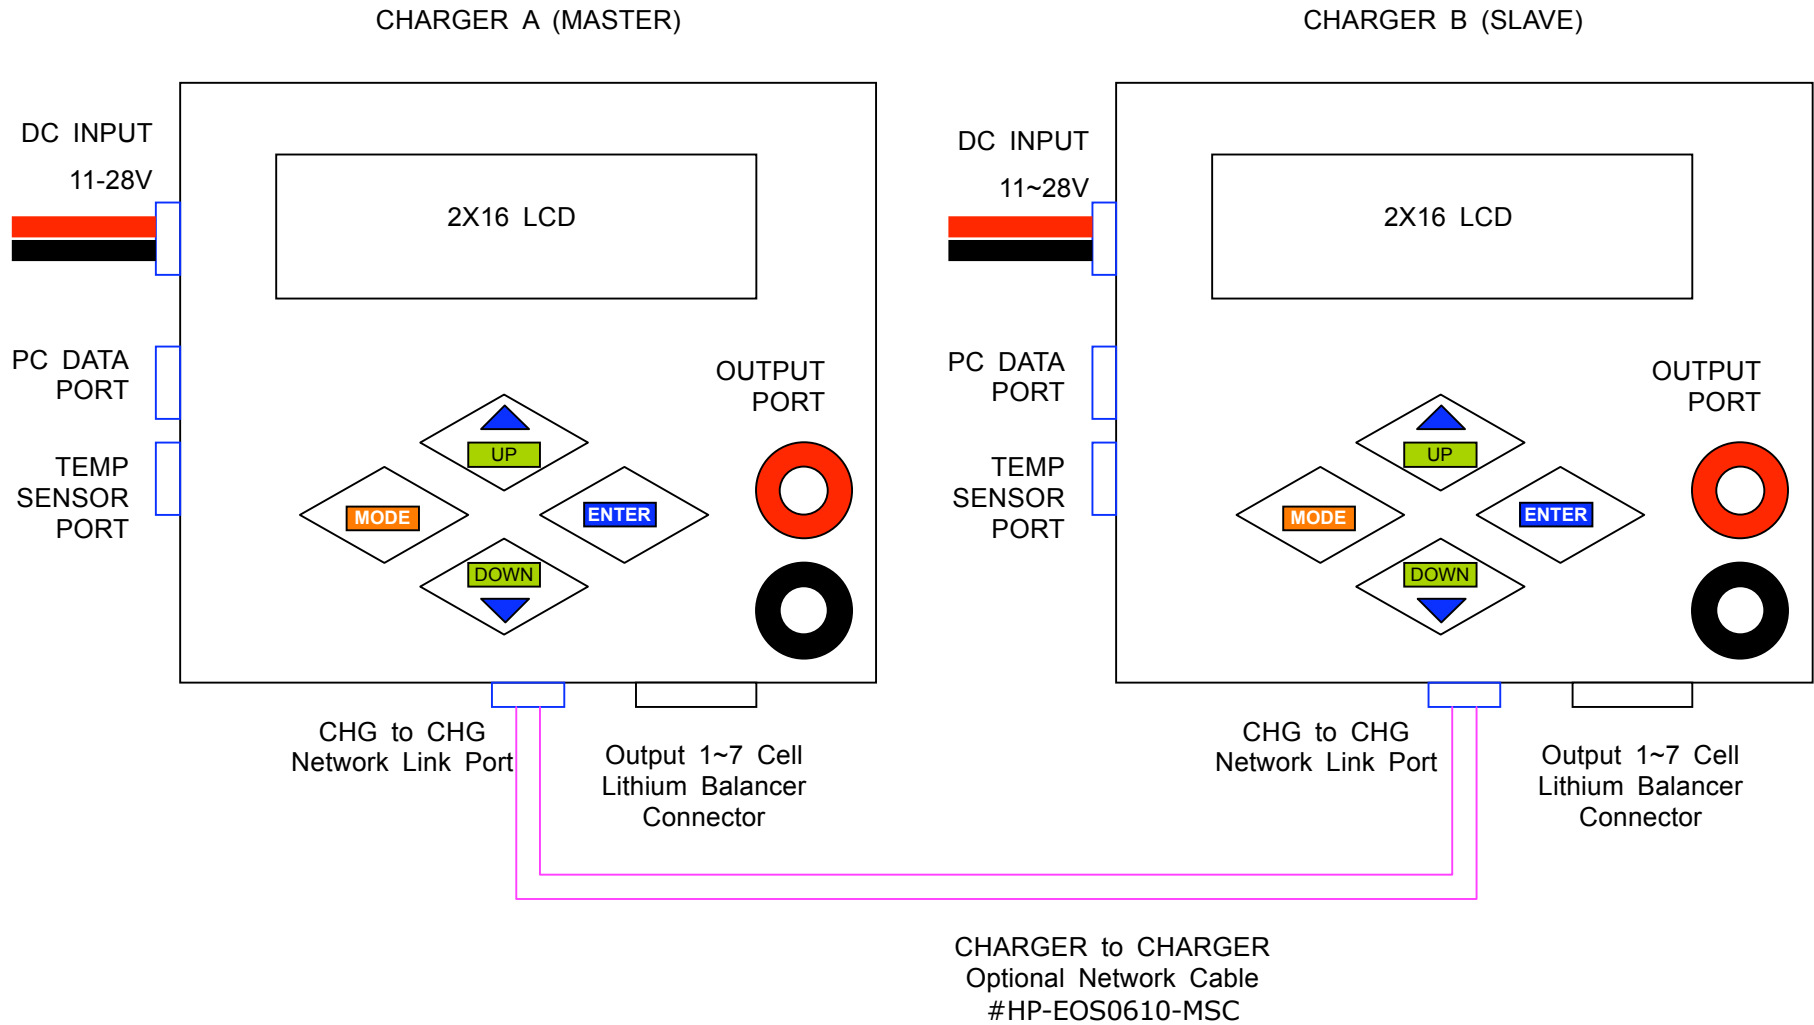 CHARGER A (MASTER)
DC INPUT
11-28V
2X16 LCD
PC DATA
PORT
OUTPUT
PORT
UP
TEMP
SENSOR
PORT
MODE
ENTER
DOWN
CHG to CHG
Network Link Port
Output 1~7 Cell
Lithium Balancer
Connector
CHARGER B (SLAVE)
DC INPUT
11~28V
2X16 LCD
PC DATA
PORT
OUTPUT
PORT
UP
TEMP
SENSOR
PORT
MODE
ENTER
DOWN
CHG to CHG
Network Link Port
Output 1~7 Cell
Lithium Balancer
Connector
CHARGER to CHARGER
Optional Network Cable
#HP-EOS0610-MSC